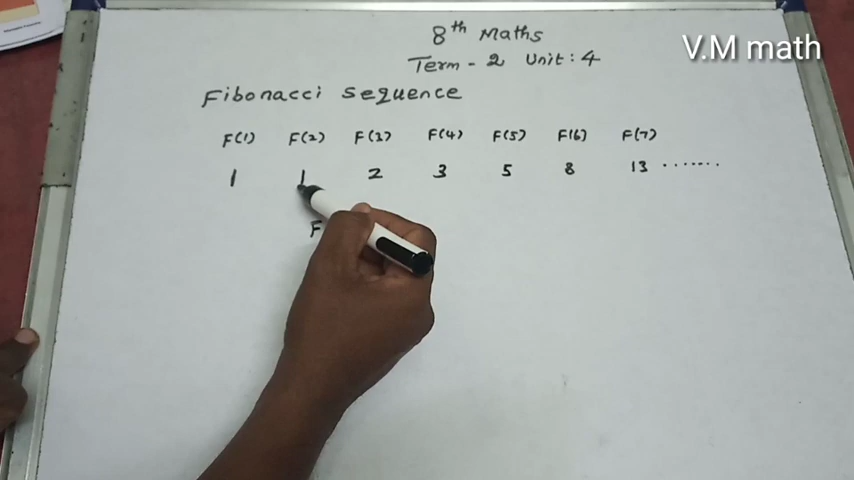 8th Maths
V.M math
Term - 2 Unit : 4
Fibonacci sequence
F(1) F(2) F(3) F(4) F(5) F(6) F(7)
1 1 2 3 5 8 13 .......
F